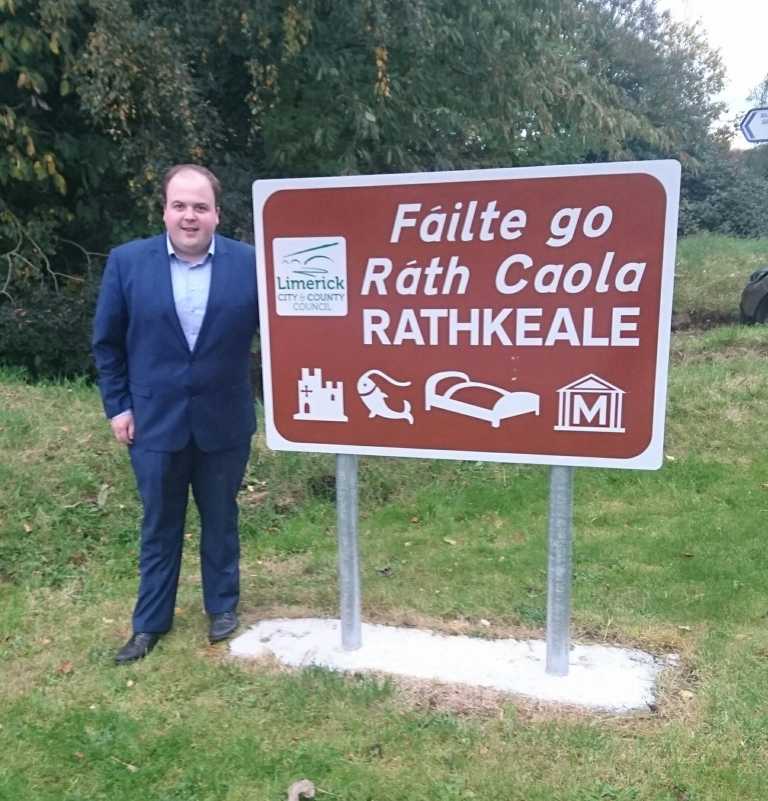 Fáilte go
Ráth Caola
RATHKEALE
Limerick
CITY & COUNTY
COUNCIL
M